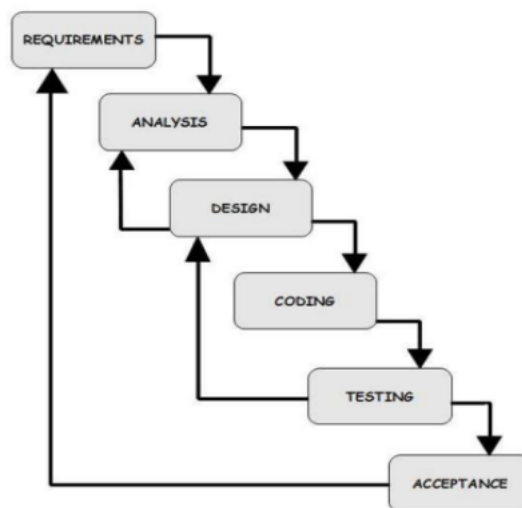 REQUIREMENTS
ANALYSIS
DESIGN
CODING
TESTING
ACCEPTANCE